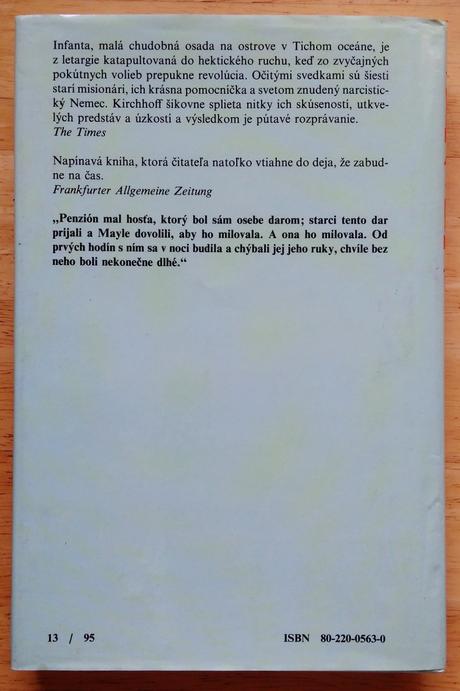 Infanta, malá chudobná osada na ostrove v Tichom oceáne, je
z letargie katapultovaná do hektického ruchu, keď zo zvyčajných
pokútnych volieb prepukne revolúcia. Očitými svedkami sú šiesti
starí misionári, ich krásna pomocníčka a svetom znudený narcistic-
ký Nemec. Kirchhoff šikovne splieta nitky ich skúseností, utkve-
lých predstáv a úzkostí a výsledkom je pútavé rozprávanie.
The Times
Napínavá kniha, ktorá čitateľa natoľko vtiahne do deja, že zabud-
ne na čas.
Frankfurter Allgemeine Zeitung
„Penzión mal hosťa, ktorý bol sám osebe darom; starci tento dar
prijali a Mayle dovolili, aby ho milovala. A ona ho milovala. Od
prvých hodín s ním sa v noci budila a chýbali jej jeho ruky, chvíle bez
neho boli nekonečne dlhé.“
13 / 95 ISBN 80-220-0563-0